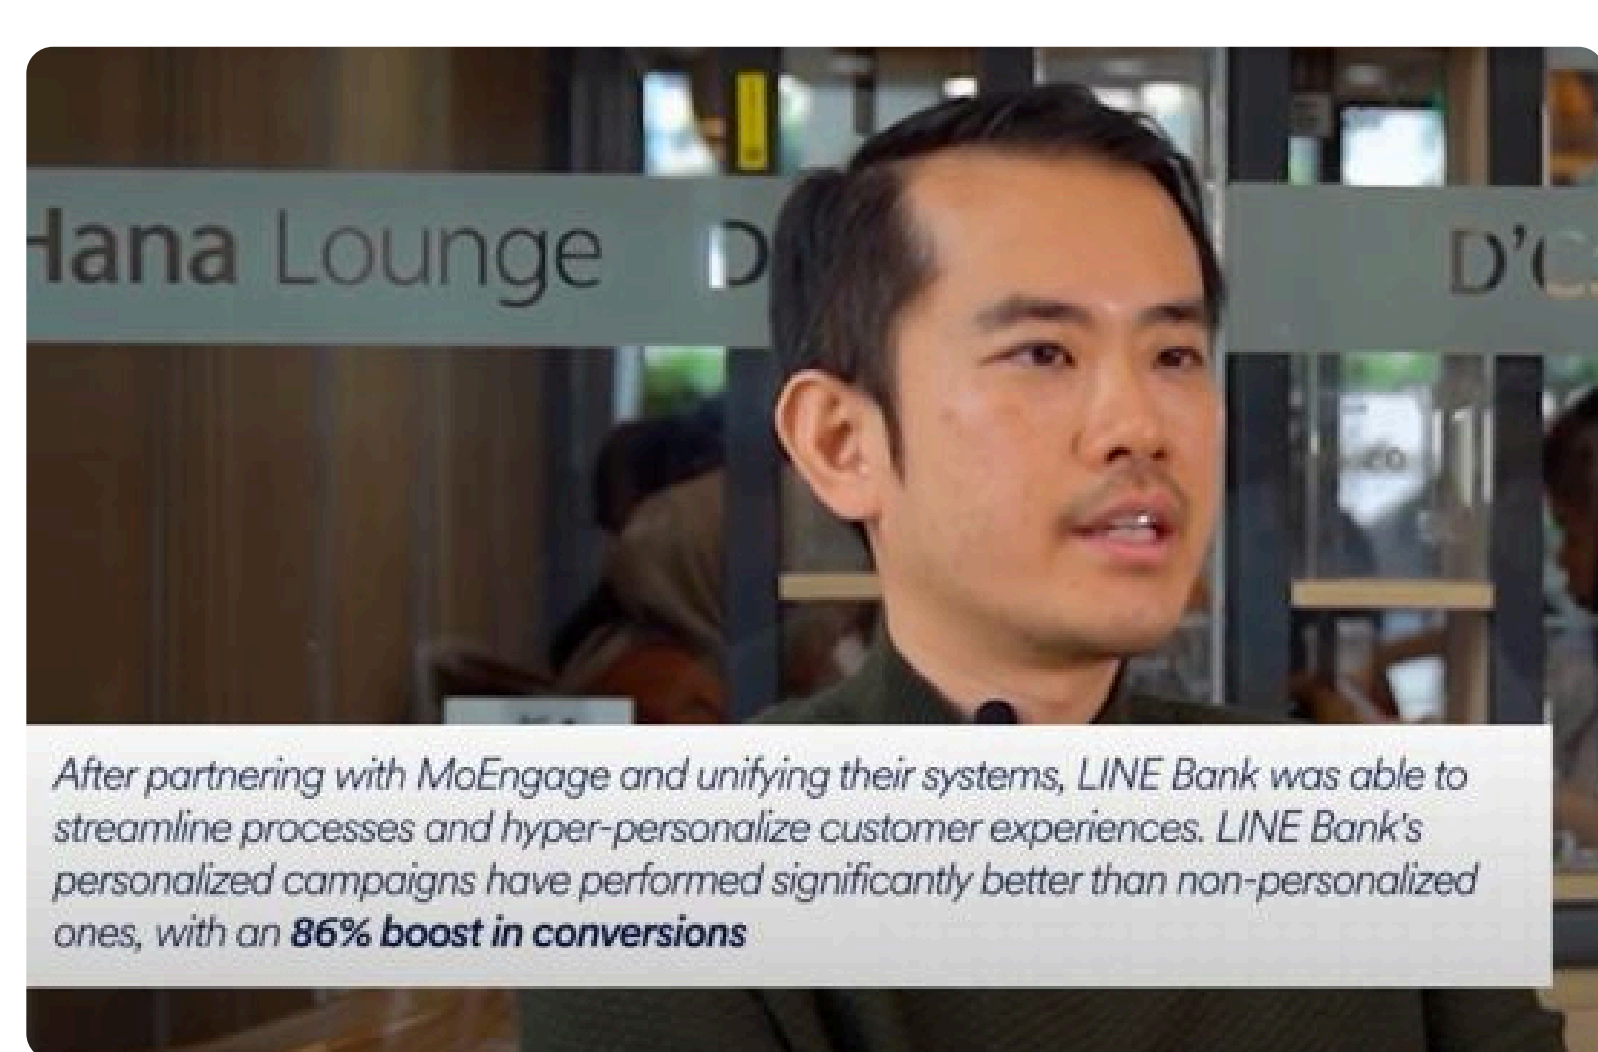 Hana Lounge
D
D'C
After partnering with MoEngage and unifying their systems, LINE Bank was able to
streamline processes and hyper-personalize customer experiences. LINE Bank's
personalized campaigns have performed significantly better than non-personalized
ones, with an 86% boost in conversions